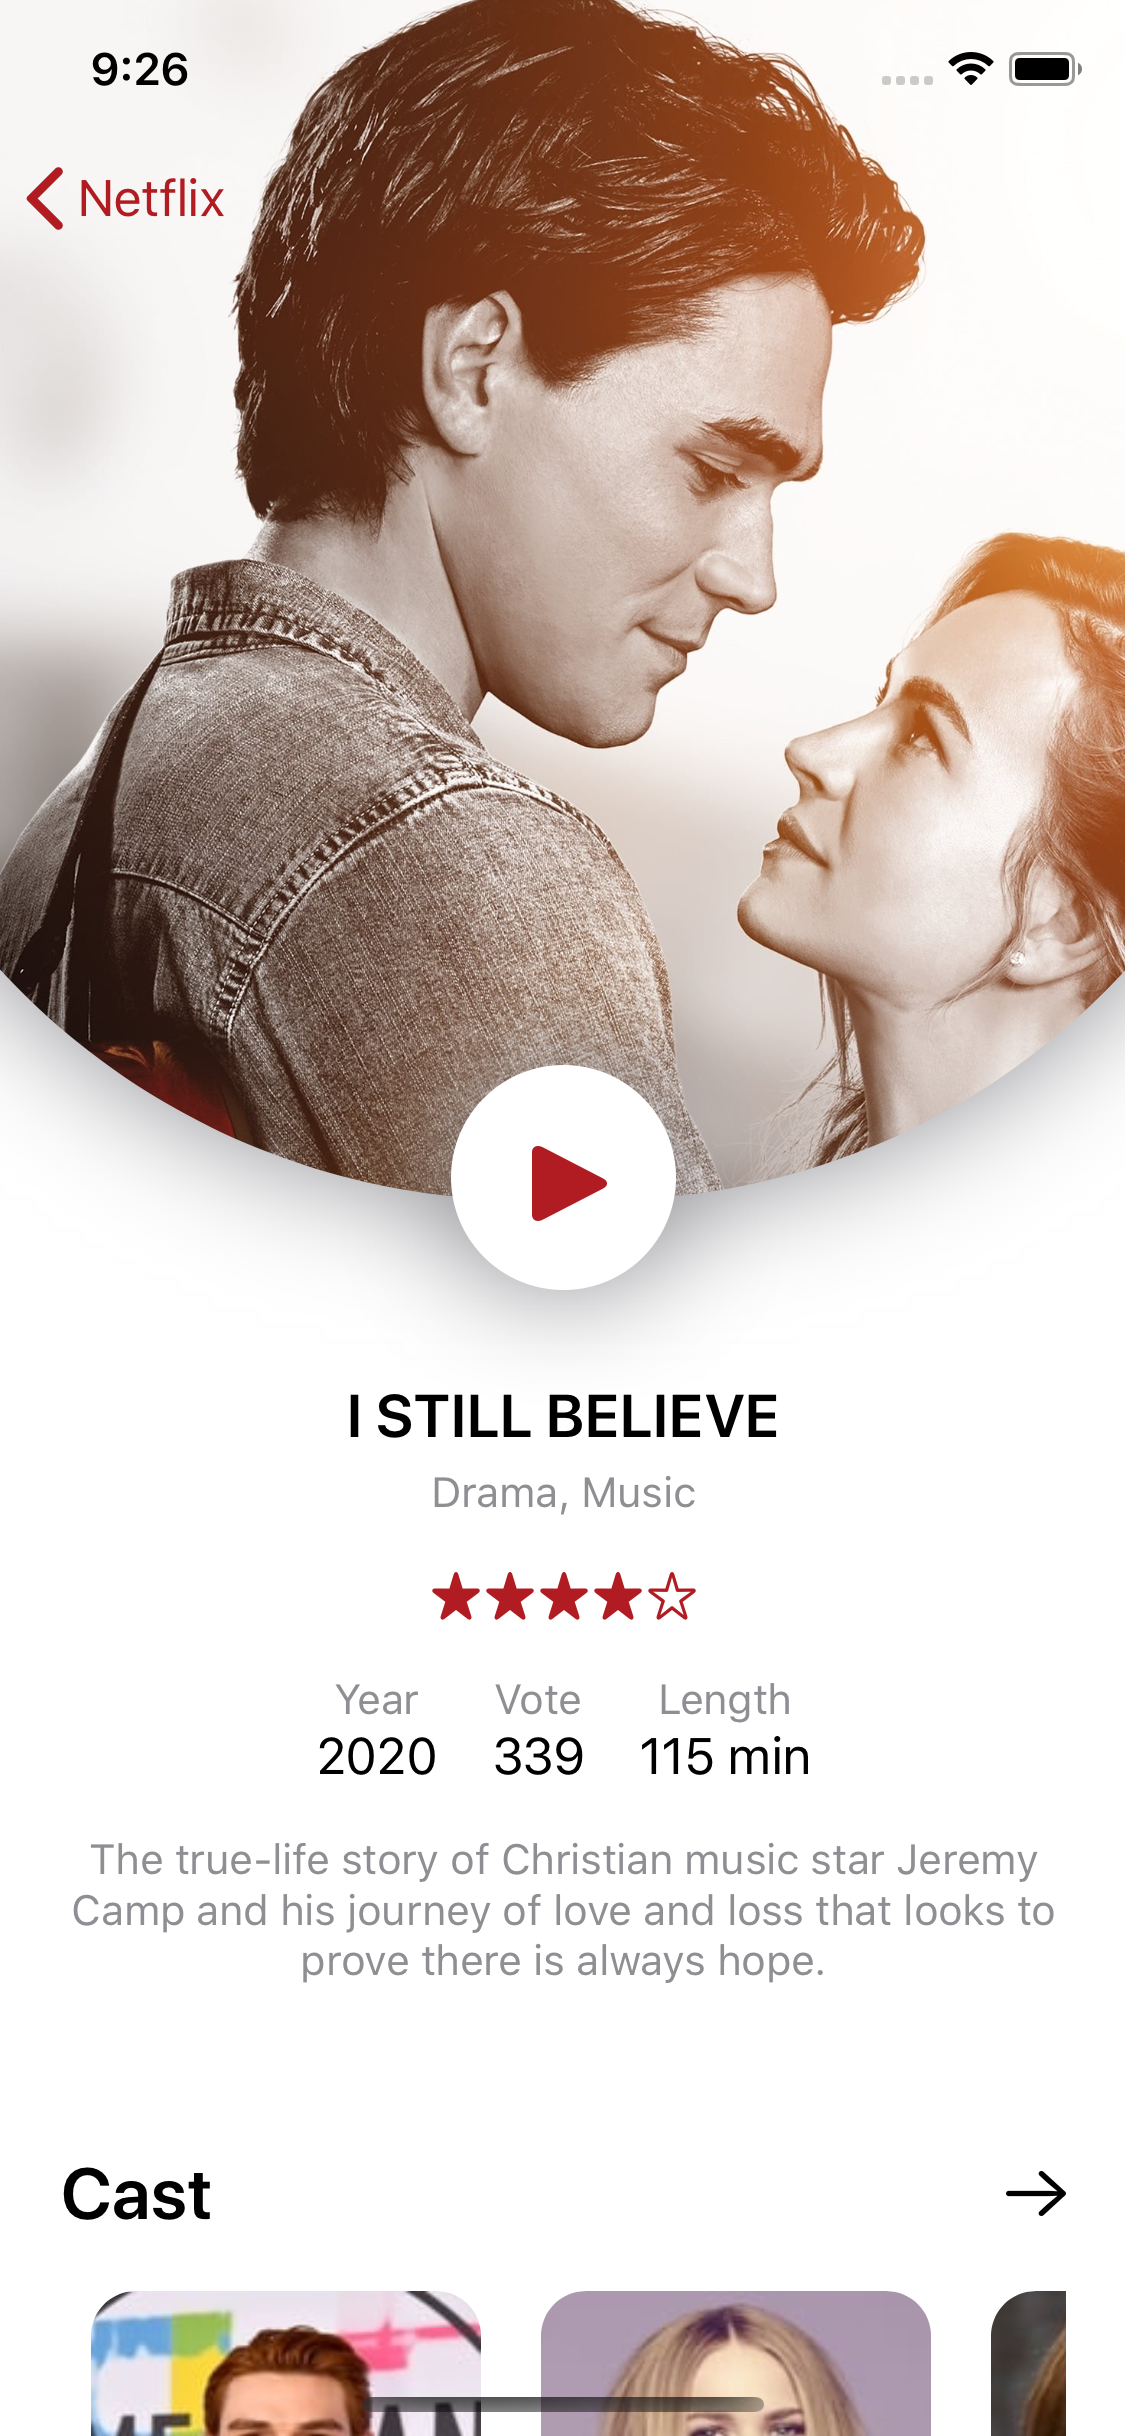 9:26
Netflix
I STILL BELIEVE
Drama, Music
Year Vote Length
2020 339 115 min
The true-life story of Christian music star Jeremy
Camp and his journey of love and loss that looks to
prove there is always hope.
Cast